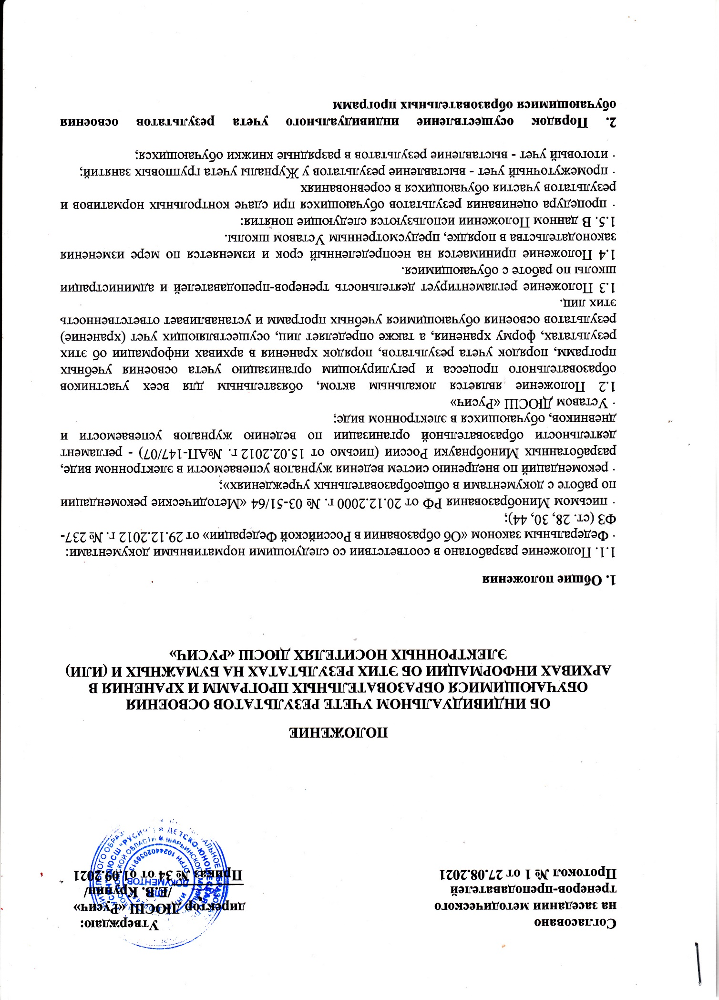 Согласовано
на заседании методического
тренеров-преподавателей
Протокол № 1 от 27.08.2021
Утверждаю:
директор ДЮСШ «Русич»
/Е.В. Крупин/
Приказ № 34 от 01.09.2021
ПОЛОЖЕНИЕ
ОБ ИНДИВИДУАЛЬНОМ УЧЕТЕ РЕЗУЛЬТАТОВ ОСВОЕНИЯ
ОБУЧАЮЩИМИСЯ ОБРАЗОВАТЕЛЬНЫХ ПРОГРАММ И ХРАНЕНИЯ В
АРХИВАХ ИНФОРМАЦИИ ОБ ЭТИХ РЕЗУЛЬТАТАХ НА БУМАЖНЫХ И (ИЛИ)
ЭЛЕКТРОННЫХ НОСИТЕЛЯХ ДЮСШ «РУСИЧ»
1. Общие положения
1.1. Положение разработано в соответствии со следующими нормативными документами:
· Федеральным законом «Об образовании в Российской Федерации» от 29.12.2012 г. № 237-
ФЗ (ст. 28, 30, 44);
· письмом Минобразования РФ от 20.12.2000 г. № 03-51/64 «Методические рекомендации
по работе с документами в общеобразовательных учреждениях»;
· рекомендаций по внедрению систем ведения журналов успеваемости в электронном виде,
разработанных Минобрнауки России (письмо от 15.02.2012 г. №АП-147/07) - регламент
деятельности образовательной организации по ведению журналов успеваемости и
дневников, обучающихся в электронном виде;
· Уставом ДЮСШ «Русич»
1.2 Положение является локальным актом, обязательным для всех участников
образовательного процесса и регулирующим организацию учета освоения учебных
программ, порядок учета результатов, порядок хранения в архивах информации об этих
результатах, форму хранения, а также определяет лиц, осуществляющих учет (хранение)
результатов освоения обучающимися учебных программ и устанавливает ответственность
этих лиц.
1.3 Положение регламентирует деятельность тренеров-преподавателей и администрации
школы по работе с обучающимися.
1.4 Положение принимается на неопределенный срок и изменяется по мере изменения
законодательства в порядке, предусмотренным Уставом школы.
1.5. В данном Положении используются следующие понятия:
· процедура оценивания результатов обучающихся при сдаче контрольных нормативов и
результатов участия обучающихся в соревнованиях
· промежуточный учет - выставление результатов у Журналы учета групповых занятий;
· итоговый учет - выставление результатов в разрядные книжки обучающихся;
2. Порядок осуществление индивидуального учета результатов освоения
обучающимися образовательных программ